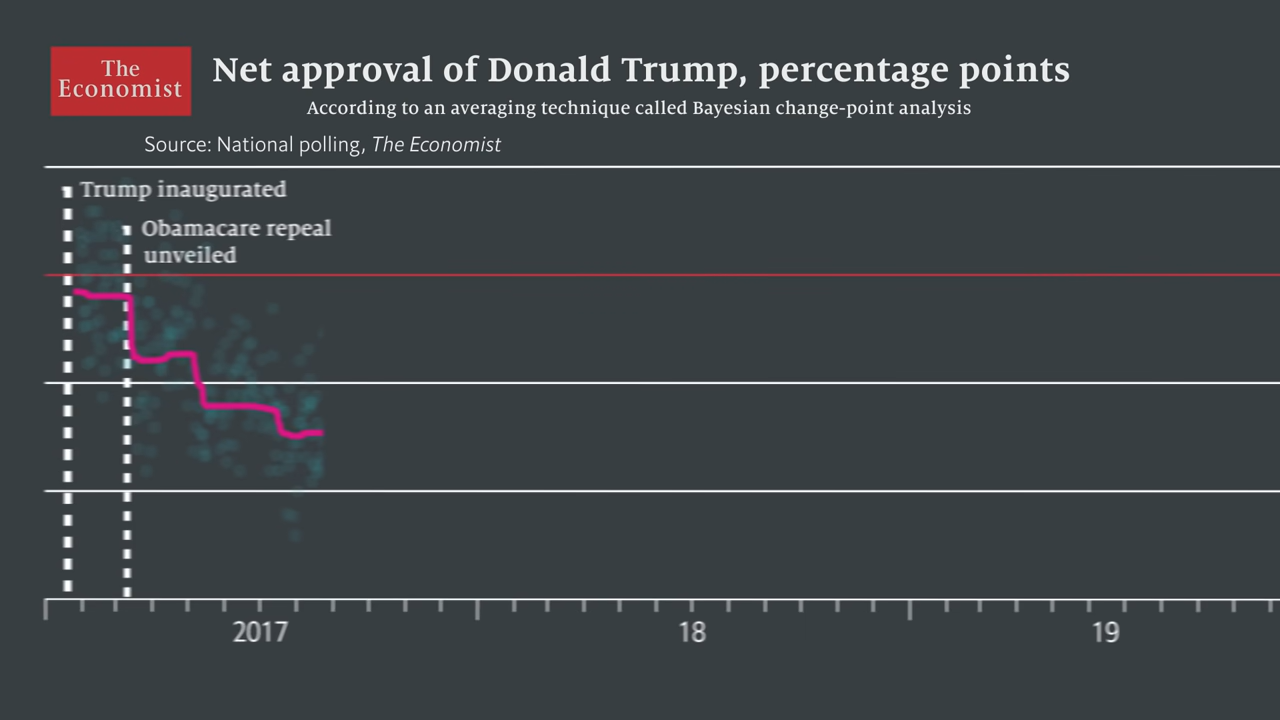 The
Economist
Net approval of Donald Trump, percentage points
According to an averaging technique called Bayesian change-point analysis
Source: National polling, The Economist
Trump inaugurated
Obamacare repeal
unveiled
2017
18
19